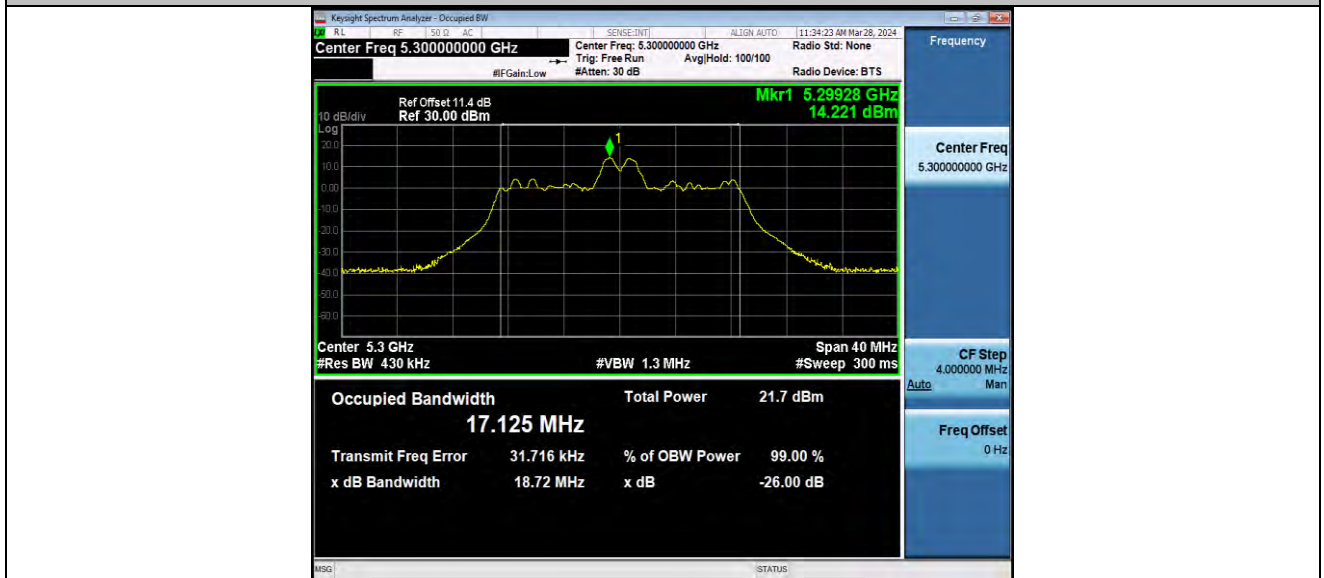 Keysight Spectrum Analyzer - Occupied BW
RL RF 50 Ω AC SENSE:INT ALIGN AUTO 11:34:23 AM Mar 28, 2024
Center Freq 5.300000000 GHz
Center Freq: 5.300000000 GHz Radio Std: None
Trig: Free Run Avg|Hold: 100/100
#IFGain:Low #Atten: 30 dB Radio Device: BTS
Frequency
Mkr1 5.29928 GHz
14.221 dBm
Ref Offset 11.4 dB
10 dB/div Ref 30.00 dBm
Log
20.0
10.0
0.00
-10.0
-20.0
-30.0
-40.0
-50.0
-60.0
1
Center 5.3 GHz Span 40 MHz
#Res BW 430 kHz #VBW 1.3 MHz #Sweep 300 ms
Occupied Bandwidth Total Power 21.7 dBm
17.125 MHz
Transmit Freq Error 31.716 kHz % of OBW Power 99.00 %
x dB Bandwidth 18.72 MHz x dB -26.00 dB
Center Freq
5.300000000 GHz
CF Step
4.000000 MHz
Auto Man
Freq Offset
0 Hz
MSG STATUS